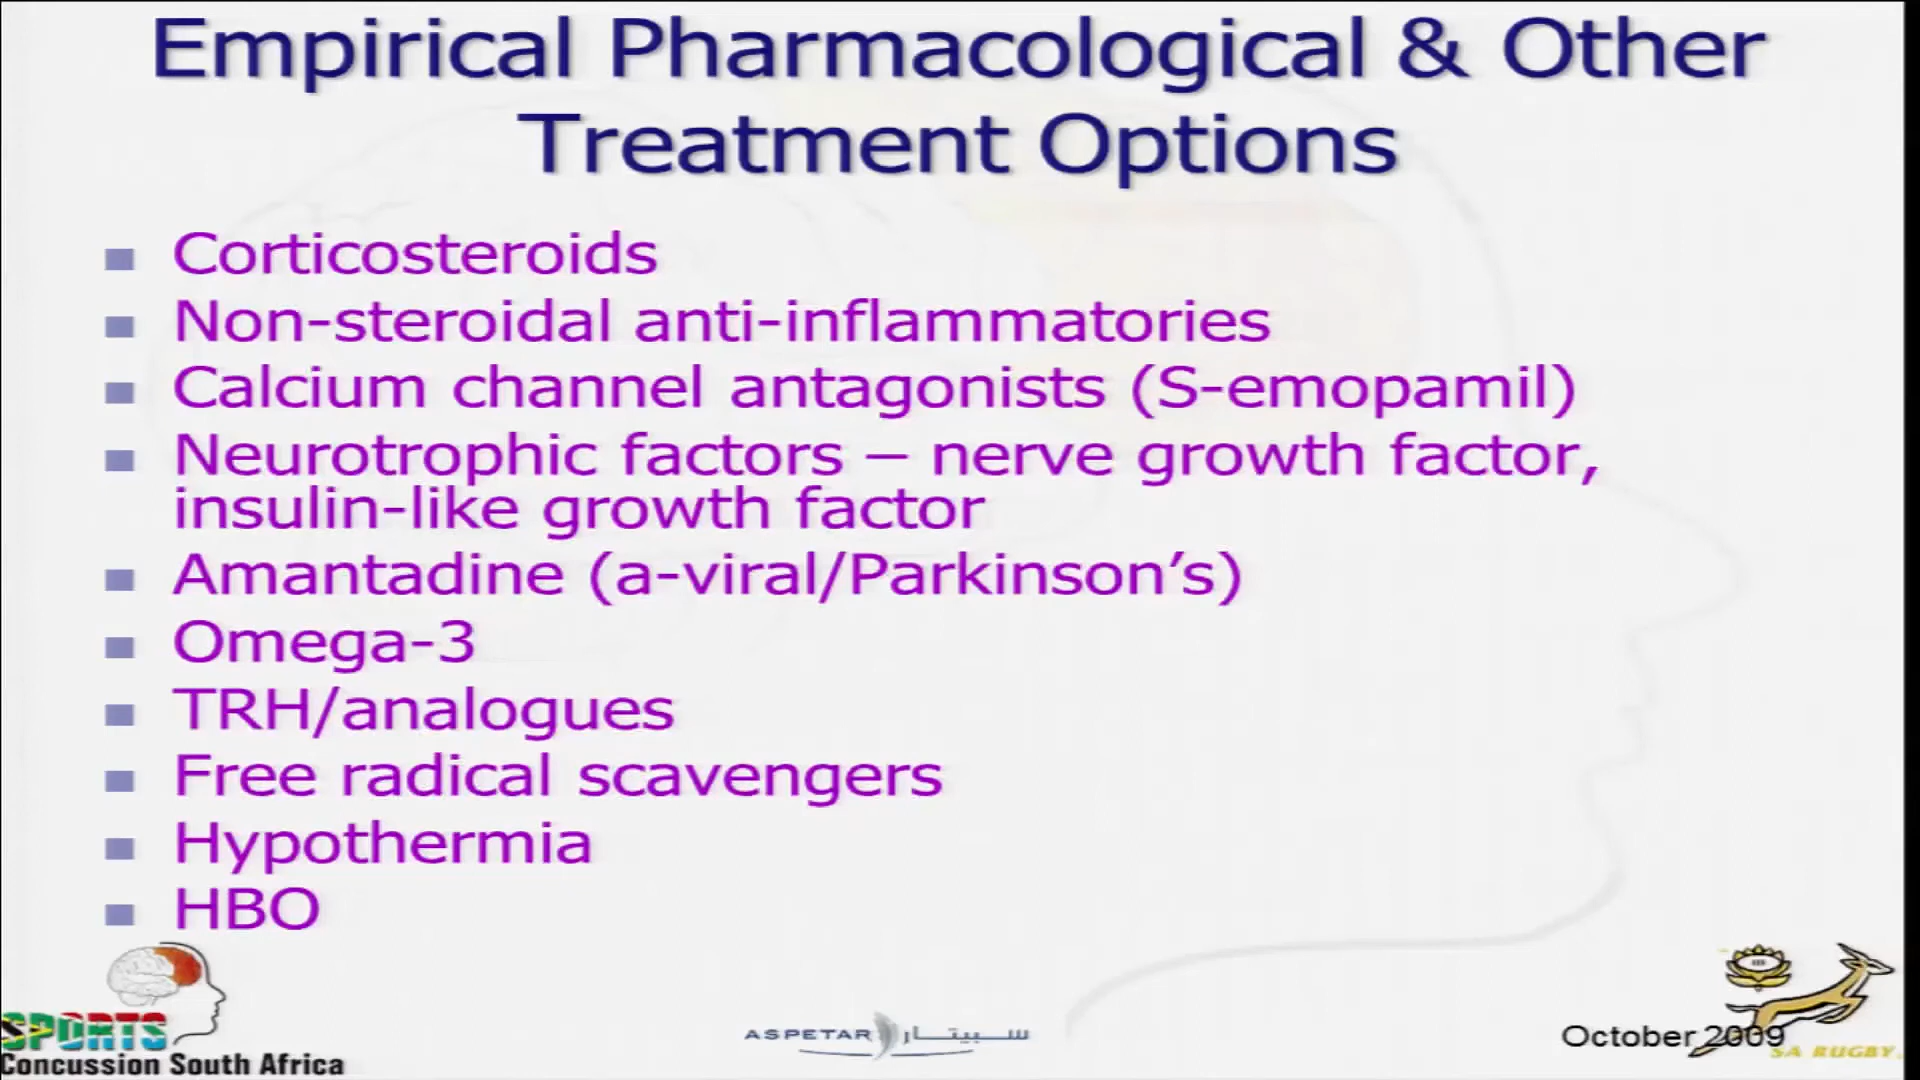 Empirical Pharmacological & Other
Treatment Options
Corticosteroids
Non-steroidal anti-inflammatories
Calcium channel antagonists (S-emopamil)
Neurotrophic factors – nerve growth factor,
insulin-like growth factor
Amantadine (a-viral/Parkinson’s)
Omega-3
TRH/analogues
Free radical scavengers
Hypothermia
HBO
SPORTS
Concussion South Africa
ASPETAR سبيتار
October 2009
SA RUGBY